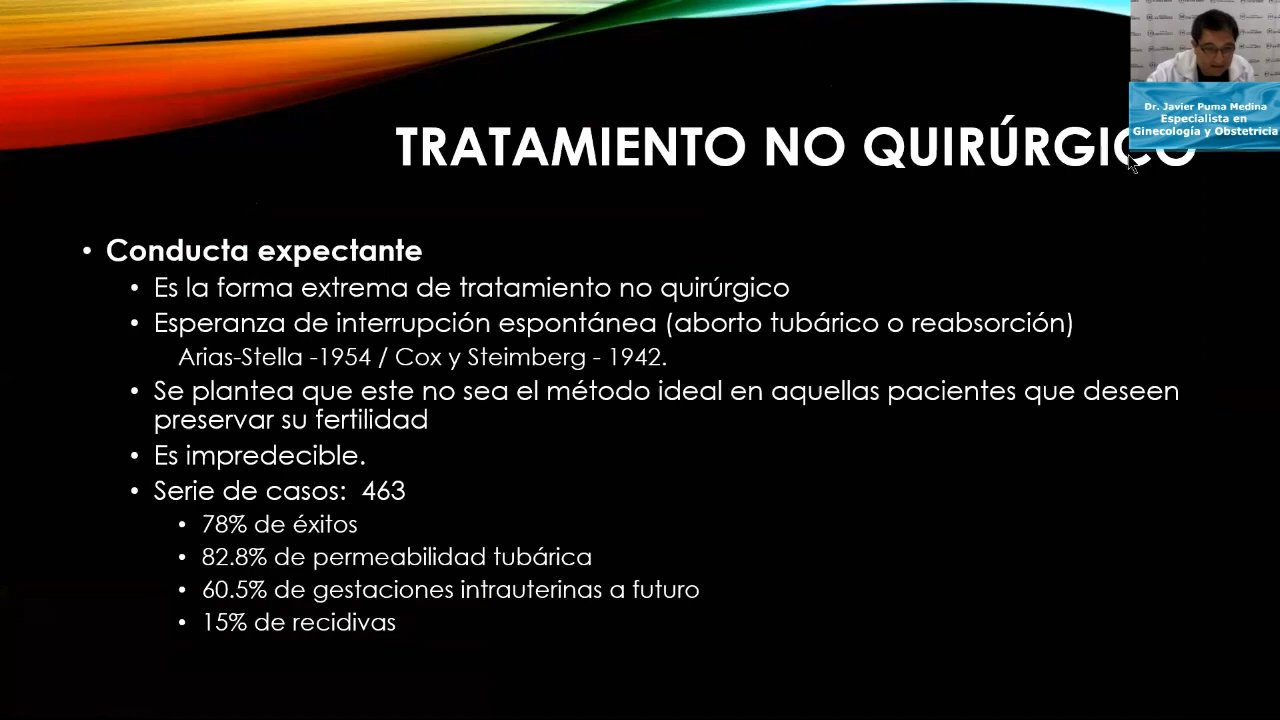 Dr. Javier Puma Medina
Especialista en
Ginecología y Obstetricia
TRATAMIENTO NO QUIRÚRGICO
• Conducta expectante
• Es la forma extrema de tratamiento no quirúrgico
• Esperanza de interrupción espontánea (aborto tubárico o reabsorción)
Arias-Stella -1954 / Cox y Steimberg - 1942.
• Se plantea que este no sea el método ideal en aquellas pacientes que deseen
preservar su fertilidad
• Es impredecible.
• Serie de casos:  463
• 78% de éxitos
• 82.8% de permeabilidad tubárica
• 60.5% de gestaciones intrauterinas a futuro
• 15% de recidivas